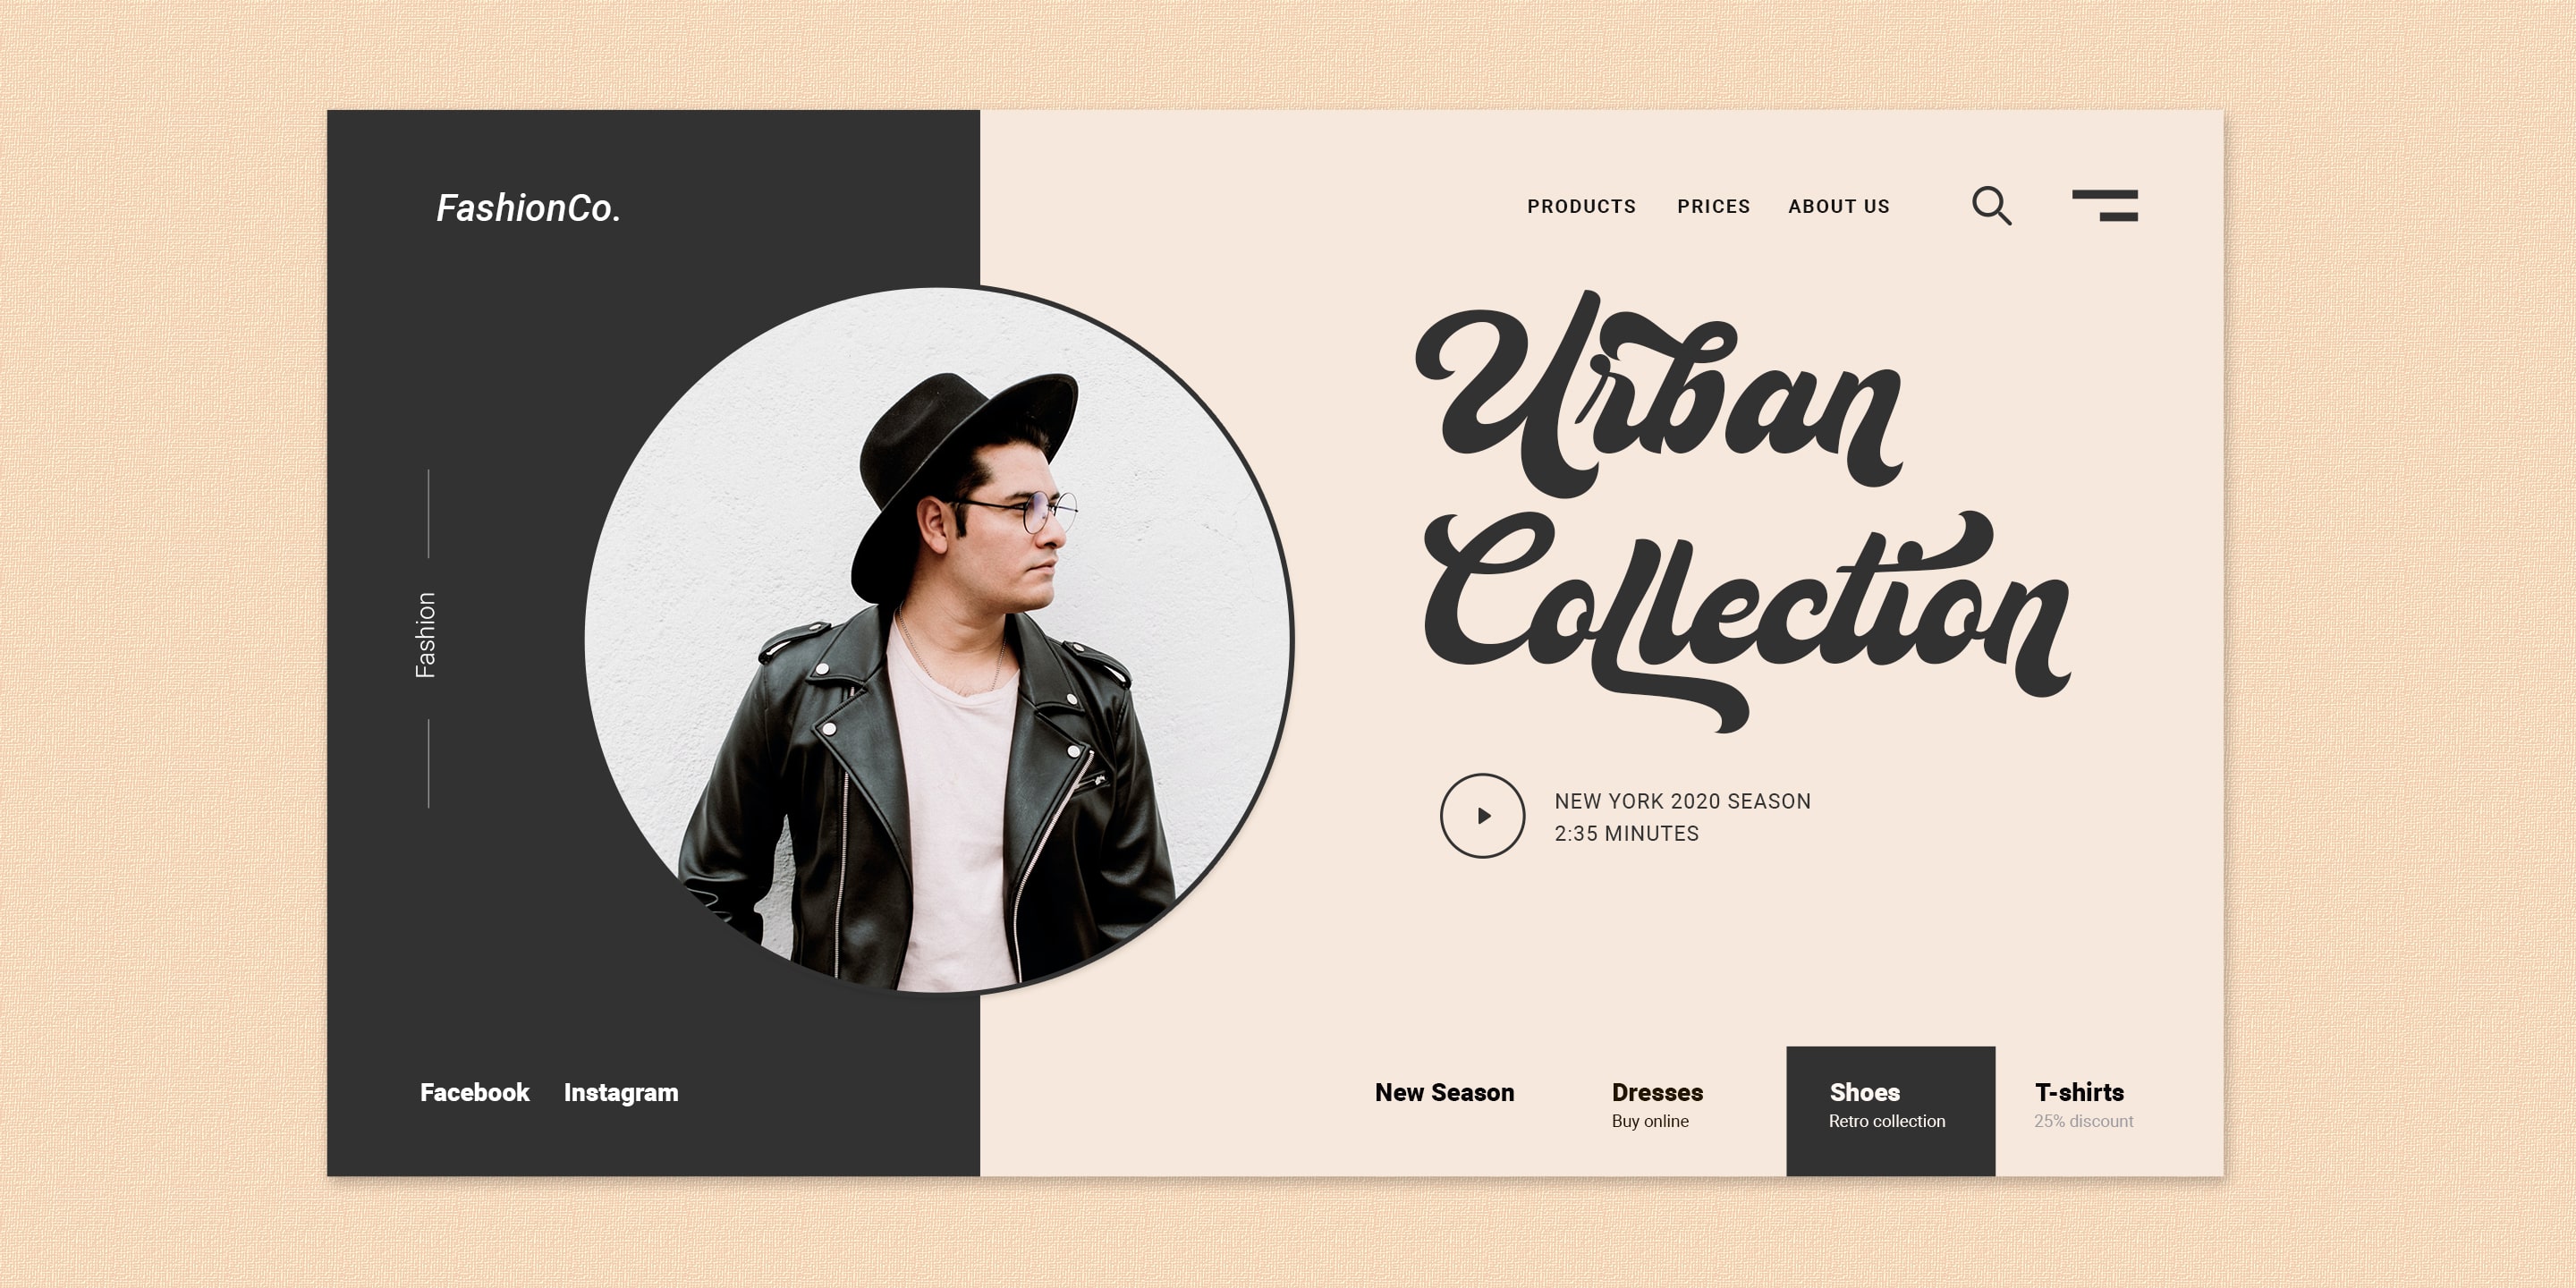 FashionCo.
PRODUCTS PRICES ABOUT US
Urban
Collection
Fashion
NEW YORK 2020 SEASON
2:35 MINUTES
Facebook Instagram
New Season
Dresses
Buy online
Shoes
Retro collection
T-shirts
25% discount